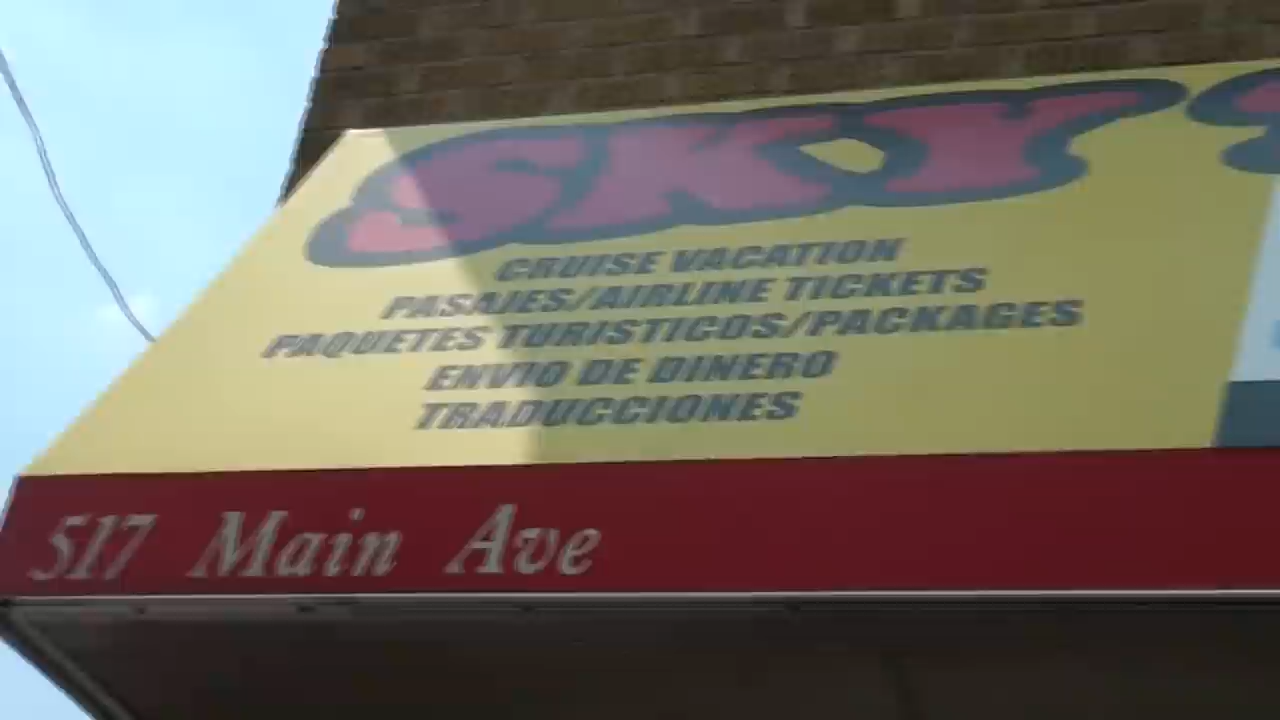 SKY
CRUISE VACATION
PASAJES/AIRLINE TICKETS
PAQUETES TURISTICOS/PACKAGES
ENVIO DE DINERO
TRADUCCIONES
517 Main Ave